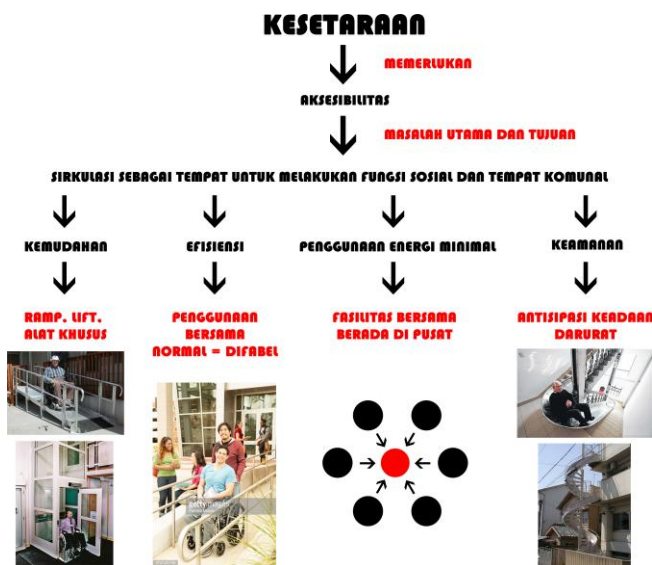 KESETARAAN
MEMERLUKAN
AKSESIBILITAS
MASALAH UTAMA DAN TUJUAN
SIRKULASI SEBAGAI TEMPAT UNTUK MELAKUKAN FUNGSI SOSIAL DAN TEMPAT KOMUNAL
KEMUDAHAN
EFISIENSI
PENGGUNAAN ENERGI MINIMAL
KEAMANAN
RAMP. LIFT.
ALAT KHUSUS
PENGGUNAAN
BERSAMA
NORMAL = DIFABEL
FASILITAS BERSAMA
BERADA DI PUSAT
ANTISIPASI KEADAAN
DARURAT